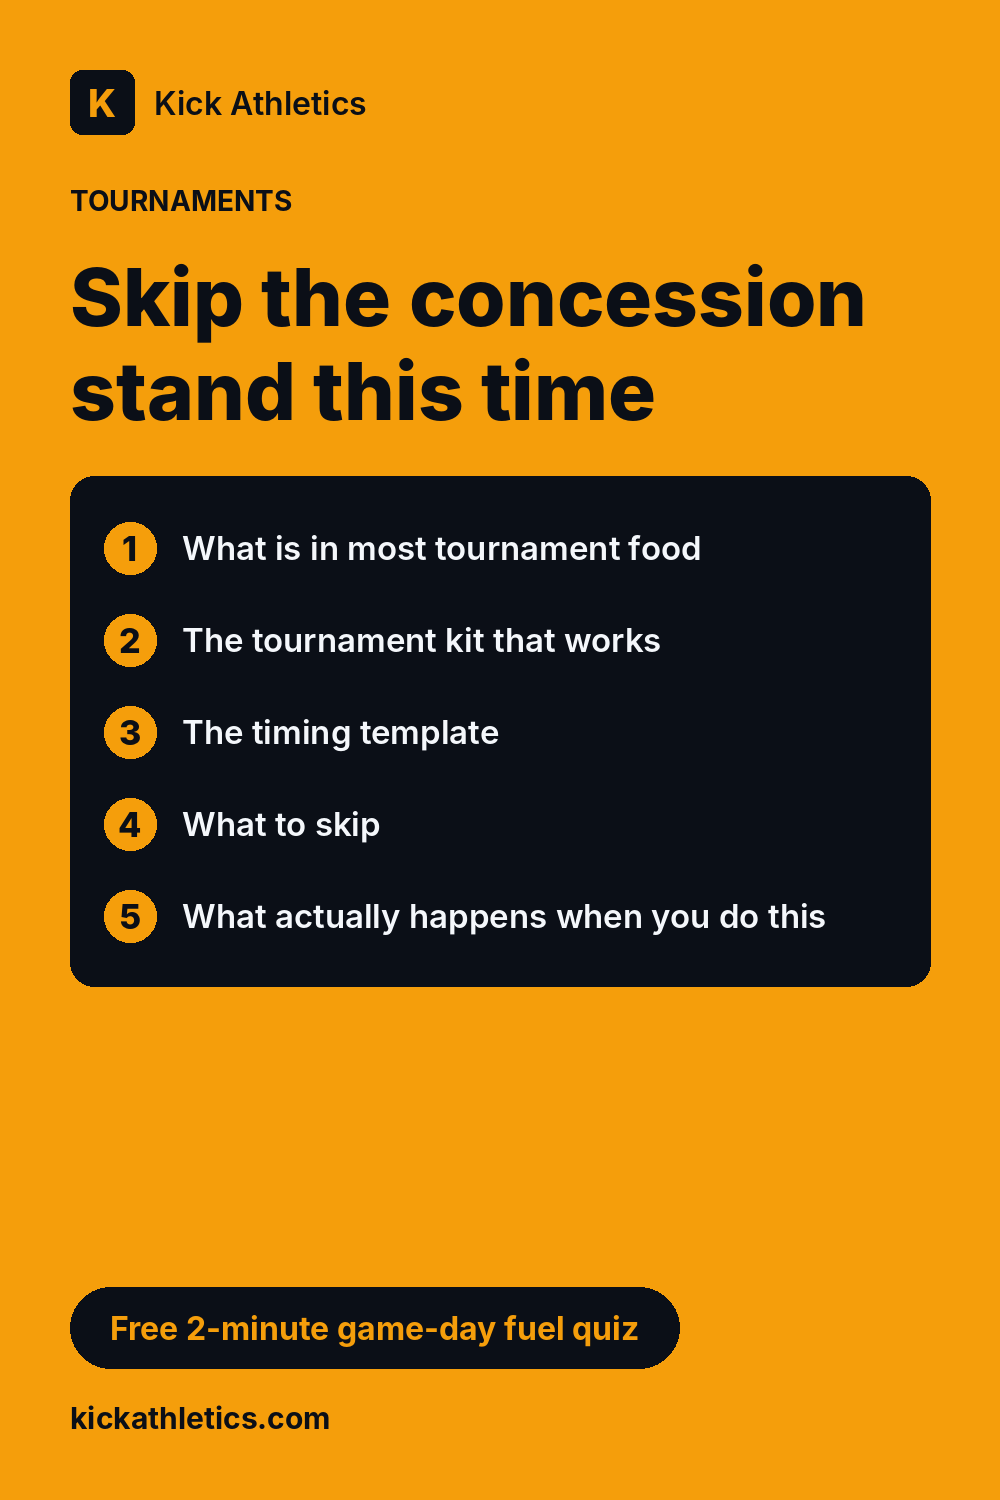 K
Kick Athletics
TOURNAMENTS
Skip the concession
stand this time
1 What is in most tournament food
2 The tournament kit that works
3 The timing template
4 What to skip
5 What actually happens when you do this
Free 2-minute game-day fuel quiz
kickathletics.com